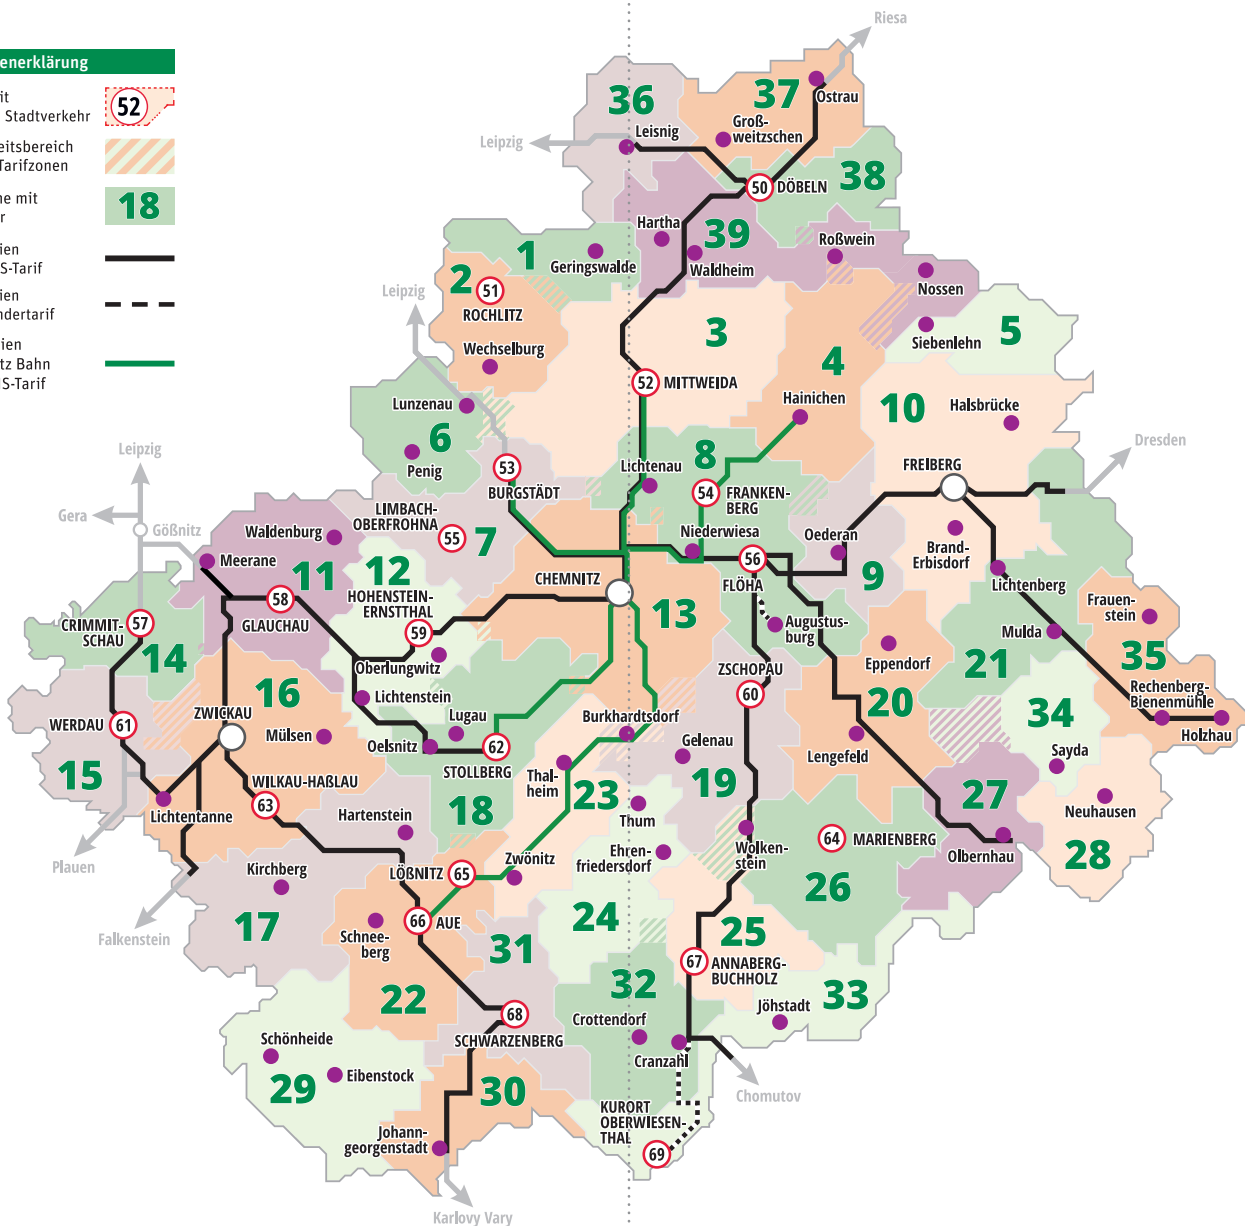 Riesa
enerklärung
it
Stadtverkehr
52
eitsbereich
Tarifzonen
ne mit
r
18
ien
S-Tarif
ien
ndertarif
ien
tz Bahn
S-Tarif
36
37
Ostrau
Groß-
weitzschen
Leisnig
Leipzig
50
DÖBELN
38
Hartha
39
Roßwein
Waldheim
1
Geringswalde
Nossen
2
51
ROCHLITZ
Leipzig
3
Siebenlehn
5
Wechselburg
4
52
MITTWEIDA
Hainichen
10
Halsbrücke
Lunzenau
6
Penig
Leipzig
Dresden
53
BURGSTÄDT
Lichtenau
8
FREIBERG
54
FRANKEN-
BERG
Gera
Gößnitz
LIMBACH-
OBERFROHNA
55
7
Waldenburg
Niederwiesa
Oederan
Brand-
Erbisdorf
Meerane
11
12
HOHENSTEIN-
ERNSTTHAL
CHEMNITZ
56
FLÖHA
9
Lichtenberg
58
GLAUCHAU
59
13
Augustus-
burg
Frauen-
stein
57
CRIMMIT-
SCHAU
14
Oberlungwitz
Eppendorf
Mulda
21
35
ZSCHOPAU
60
Lichtenstein
Rechenberg-
Bienenmühle
WERDAU
61
ZWICKAU
16
Mülsen
Lugau
Burkhardtsdorf
20
34
Holzhau
Oelsnitz
62
STOLLBERG
Gelenau
Lengefeld
Sayda
15
WILKAU-HAẞLAU
63
Thal-
heim
23
19
27
Neuhausen
Lichtentanne
Hartenstein
18
Thum
64
MARIENBERG
Plauen
Ehren-
friedersdorf
Wolken-
stein
Olbernhau
28
Kirchberg
LÖẞNITZ
65
Zwönitz
26
17
66
AUE
24
25
Falkenstein
Schnee-
berg
31
67
ANNABERG-
BUCHHOLZ
22
32
33
Jöhstadt
68
SCHWARZENBERG
Crottendorf
Schönheide
Cranzahl
29
Eibenstock
30
Chomutov
KURORT
OBERWIESEN-
THAL
69
Johann-
georgenstadt
Karlovy Vary